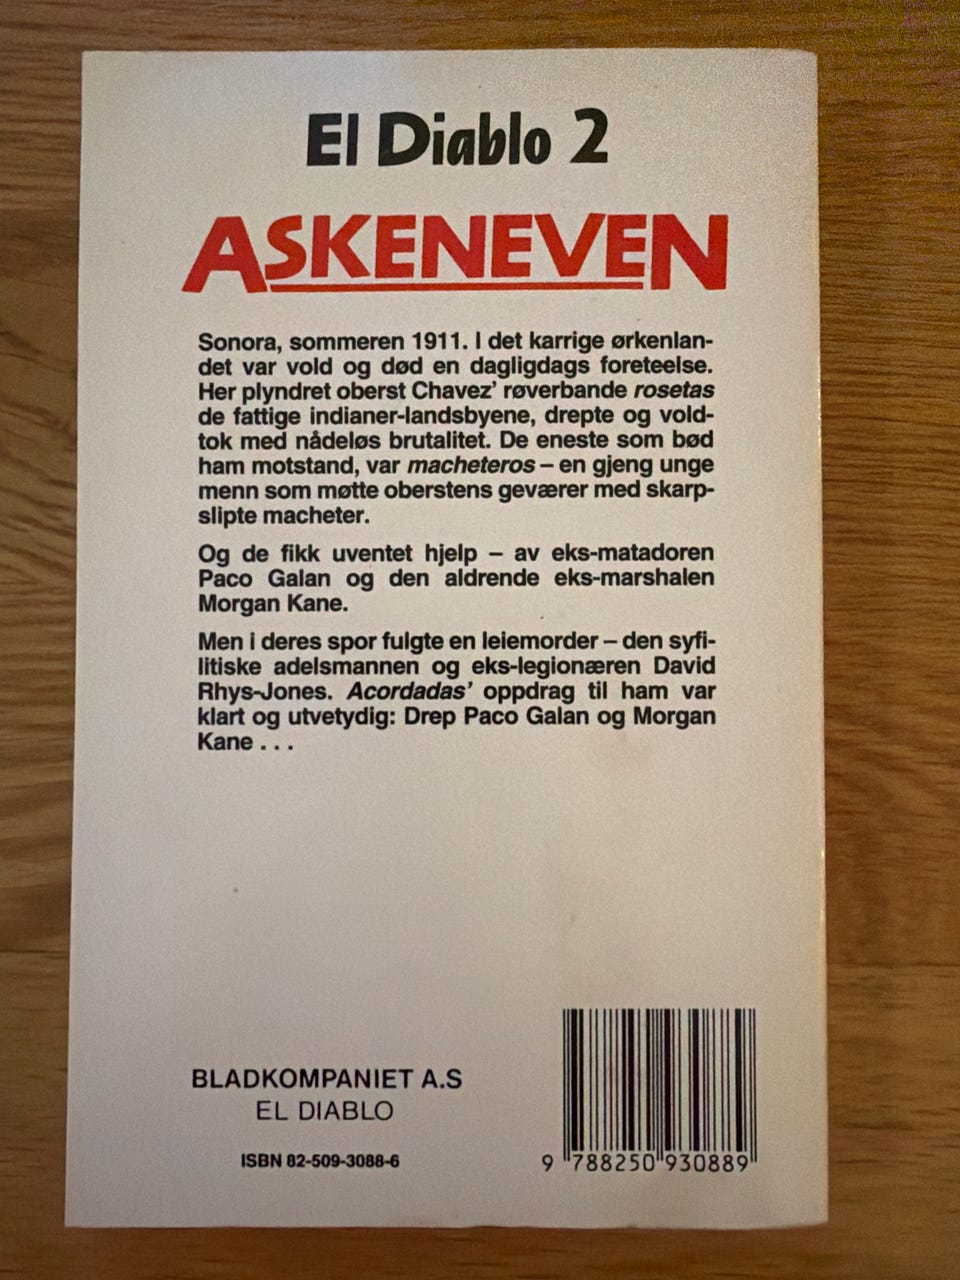 El Diablo 2
ASKENEVEN
Sonora, sommeren 1911. I det karrige ørkenlan-
det var vold og død en dagligdags foreteelse.
Her plyndret oberst Chavez’ røverbande rosetas
de fattige indianer-landsbyene, drepte og vold-
tok med nådeløs brutalitet. De eneste som bød
ham motstand, var macheteros – en gjeng unge
menn som møtte oberstens geværer med skarp-
slipte macheter.
Og de fikk uventet hjelp – av eks-matadoren
Paco Galan og den aldrende eks-marshalen
Morgan Kane.
Men i deres spor fulgte en leiemorder – den syfi-
litiske adelsmannen og eks-legionæren David
Rhys-Jones. Acordadas’ oppdrag til ham var
klart og utvetydig: Drep Paco Galan og Morgan
Kane . . .
BLADKOMPANIET A.S
EL DIABLO
ISBN 82-509-3088-6
9 788250 930889